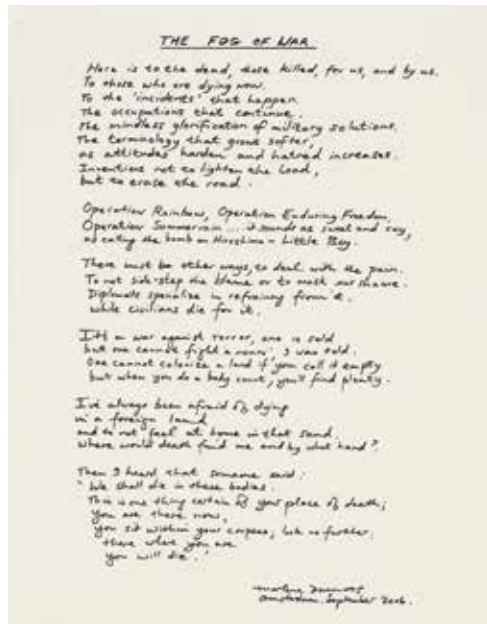 THE FOG OF WAR
Here is to the dead, those killed, for us, and by us.
To those who are dying now.
To the 'incidents' that happen.
The occupations that continue.
The mindless glorification of military solutions.
The terminology that grows softer,
as attitudes harden and hatred increases.
Inventions not to lighten the load,
but to erase the road.
Operation Rainbow, Operation Enduring Freedom,
Operation Summerrain... it sounds as sweet and cosy,
as calling the bomb on Hiroshima - Little Boy.
There must be other ways, to deal with the pain.
To not side-step the blame or to mask our shame.
Diplomats specialise in refraining from it.
While civilians die for it.
It's a war against terror, one is told
but one cannot fight a noun, I was told.
One cannot colonize a land if you call it empty
but when you do a body count, you'll find plenty.
I've always been afraid of dying
in a foreign land
and to not feel at home in that sand.
Where would death find me and by what hand?
Then I heard that someone said:
"We shall die in these bodies.
This is one thing certain of your place of death;
you are there now,
you sit within your corpse, look no further.
there where you are
you will die."
Marlene Dumas
Amsterdam, September 2006.